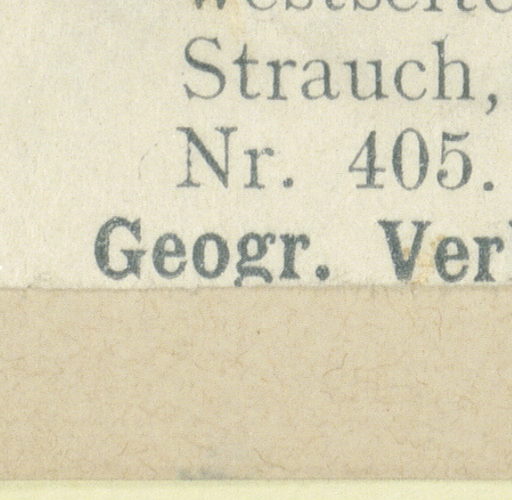 Strauch,
Nr. 405.
Geogr.